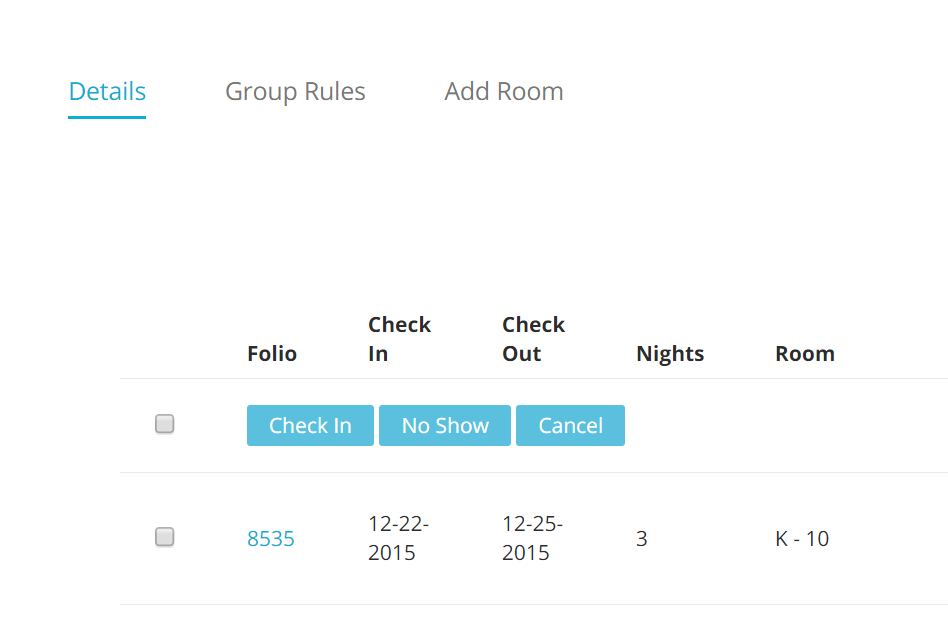 Details Group Rules Add Room
Check Check
Folio In Out Nights Room
Check In No Show Cancel
12-22- 12-25-
8535 2015 2015 3 K - 10